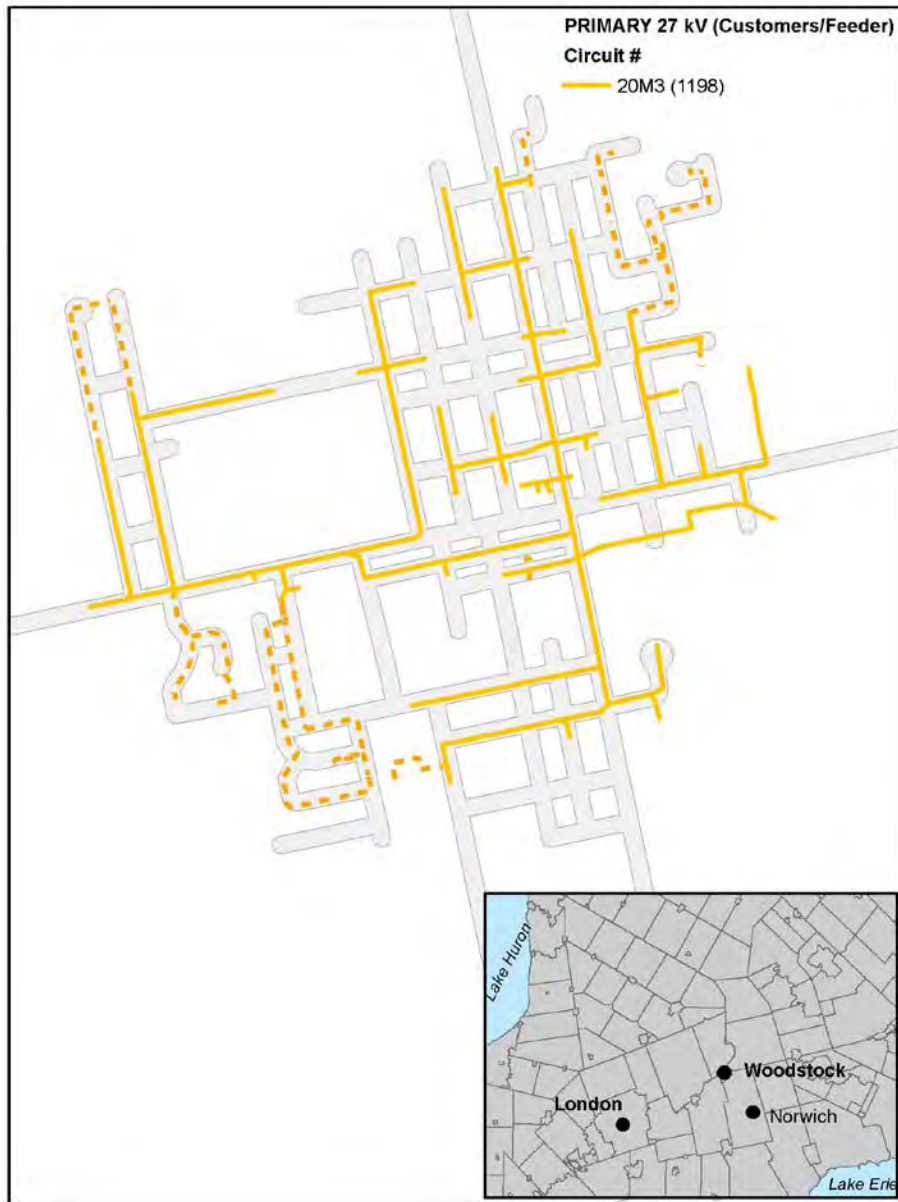 PRIMARY 27 kV (Customers/Feeder)
Circuit #
20M3 (1198)
Lake Huron
Woodstock
London
Norwich
Lake Erie